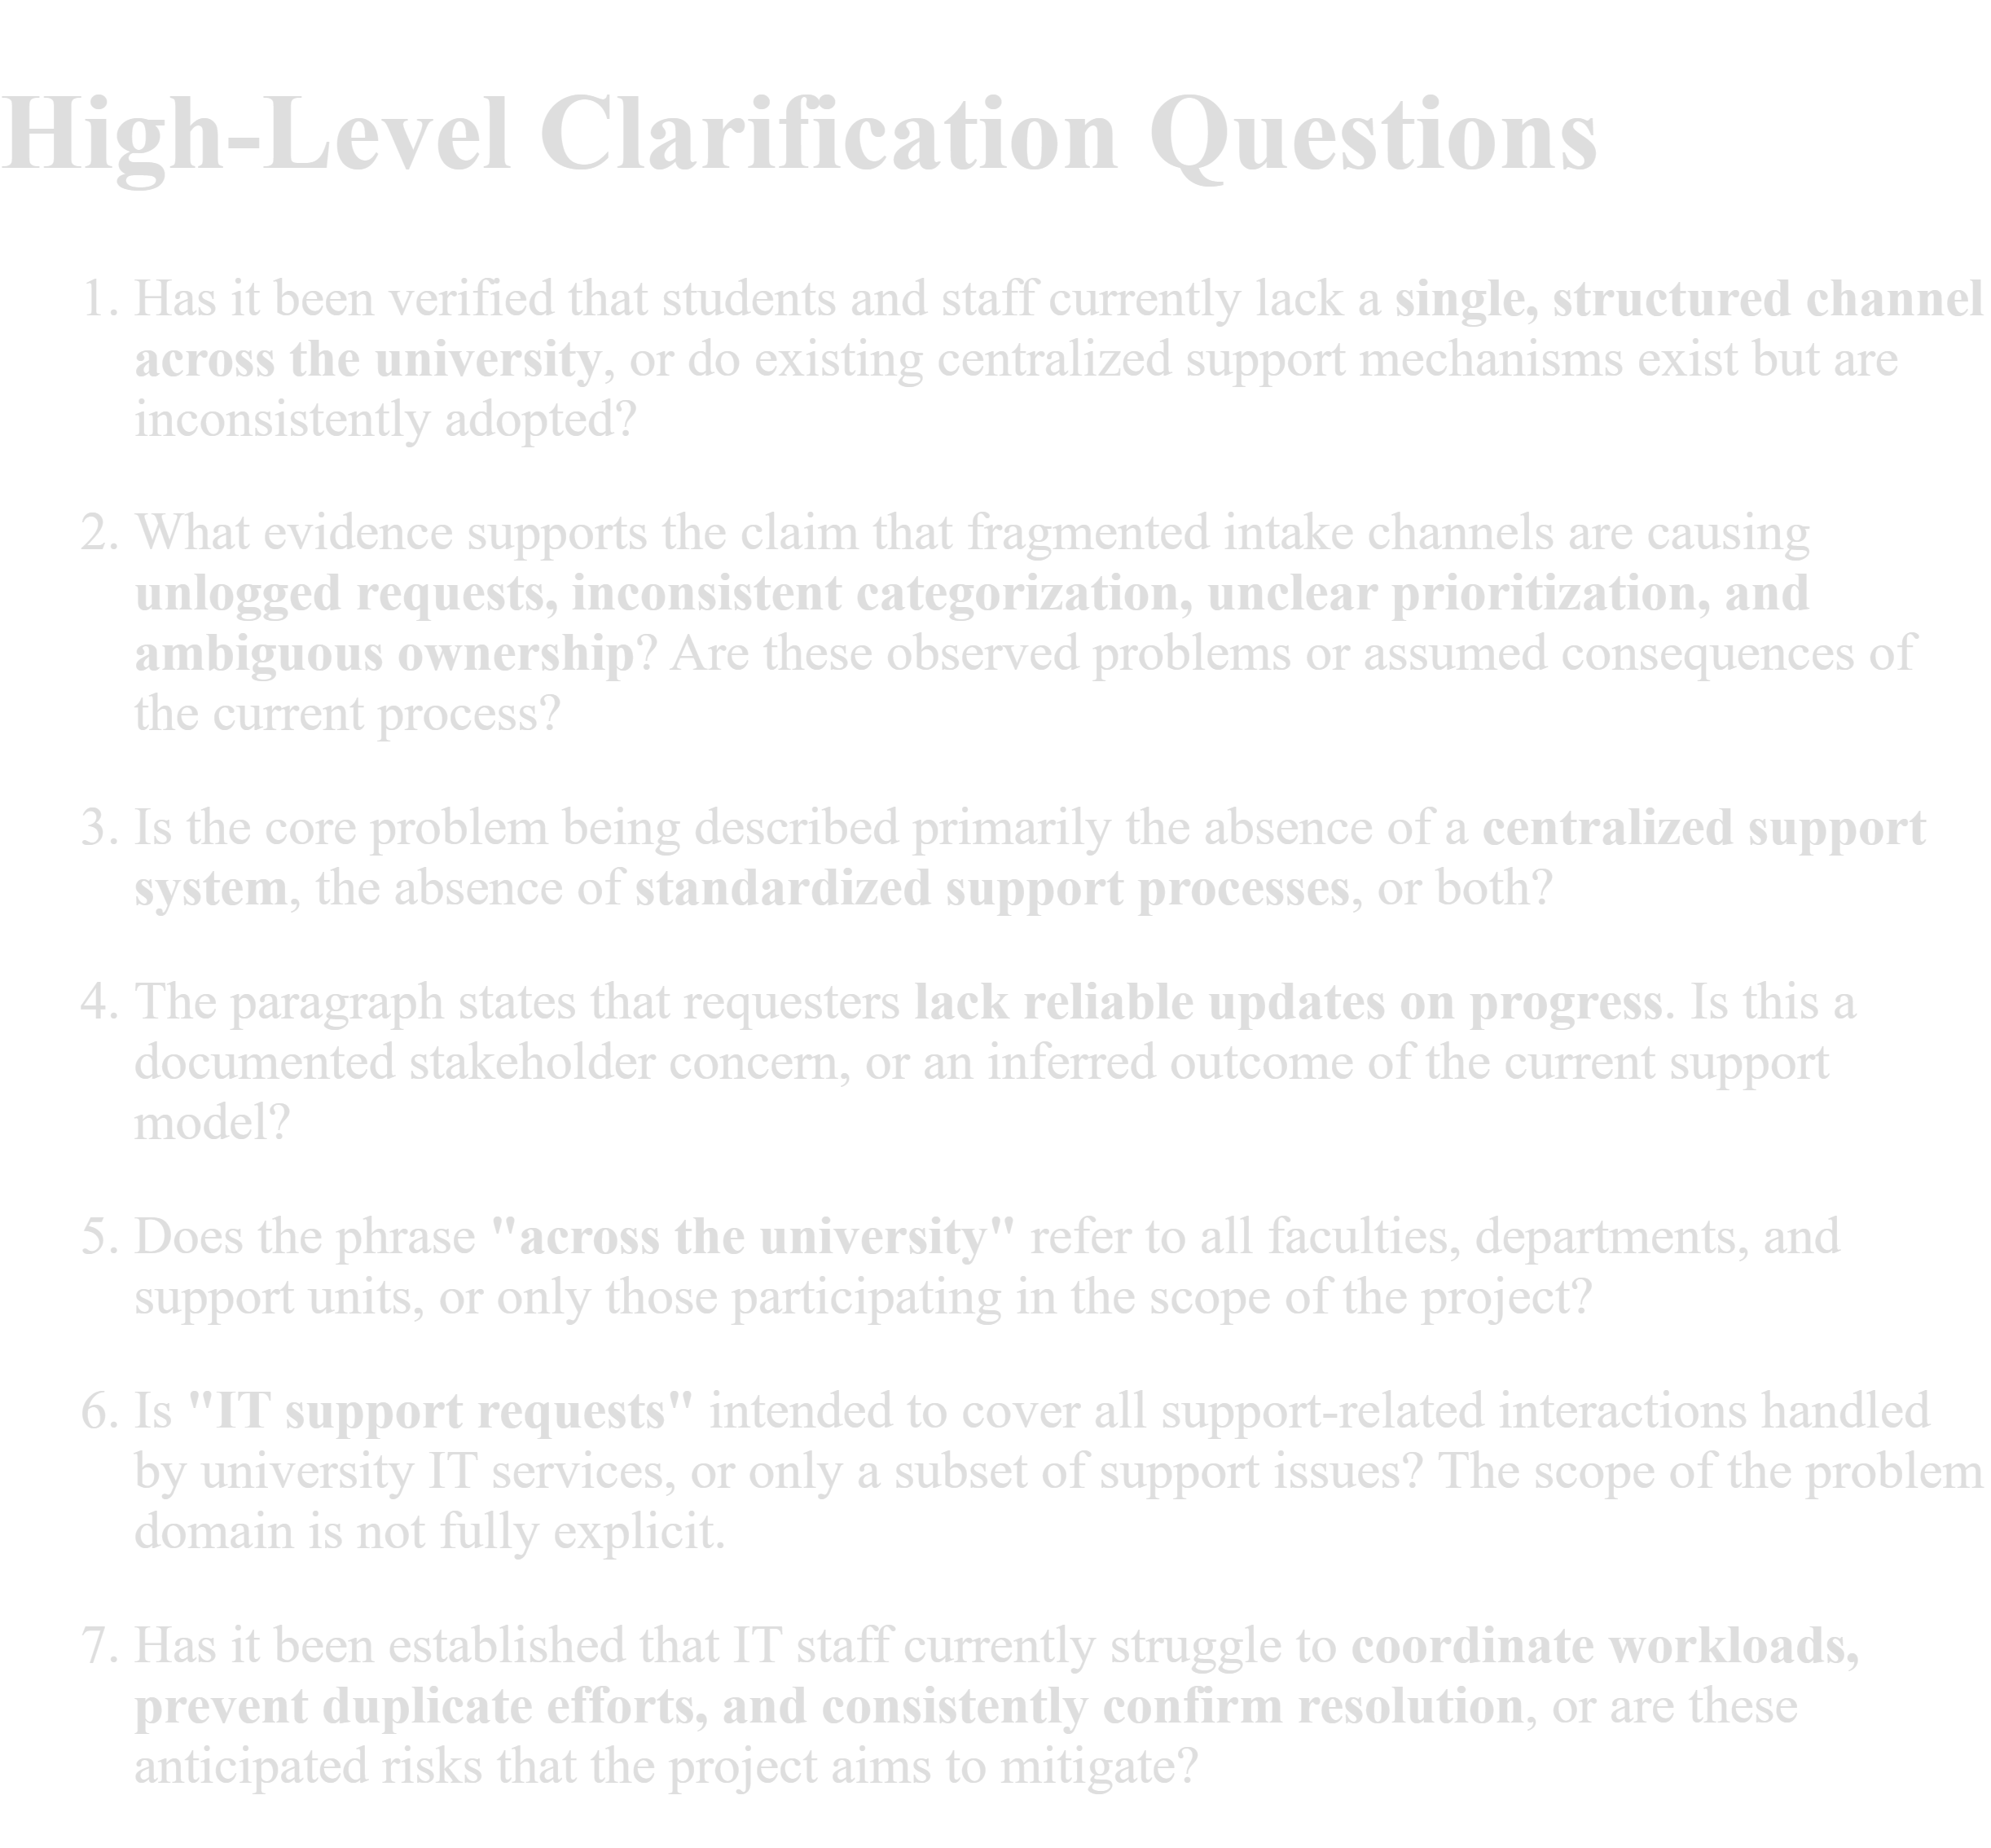 High-Level Clarification Questions
1. Has it been verified that students and staff currently lack a single, structured channel
across the university, or do existing centralized support mechanisms exist but are
inconsistently adopted?
2. What evidence supports the claim that fragmented intake channels are causing
unlogged requests, inconsistent categorization, unclear prioritization, and
ambiguous ownership? Are these observed problems or assumed consequences of
the current process?
3. Is the core problem being described primarily the absence of a centralized support
system, the absence of standardized support processes, or both?
4. The paragraph states that requesters lack reliable updates on progress. Is this a
documented stakeholder concern, or an inferred outcome of the current support
model?
5. Does the phrase "across the university" refer to all faculties, departments, and
support units, or only those participating in the scope of the project?
6. Is "IT support requests" intended to cover all support-related interactions handled
by university IT services, or only a subset of support issues? The scope of the problem
domain is not fully explicit.
7. Has it been established that IT staff currently struggle to coordinate workloads,
prevent duplicate efforts, and consistently confirm resolution, or are these
anticipated risks that the project aims to mitigate?